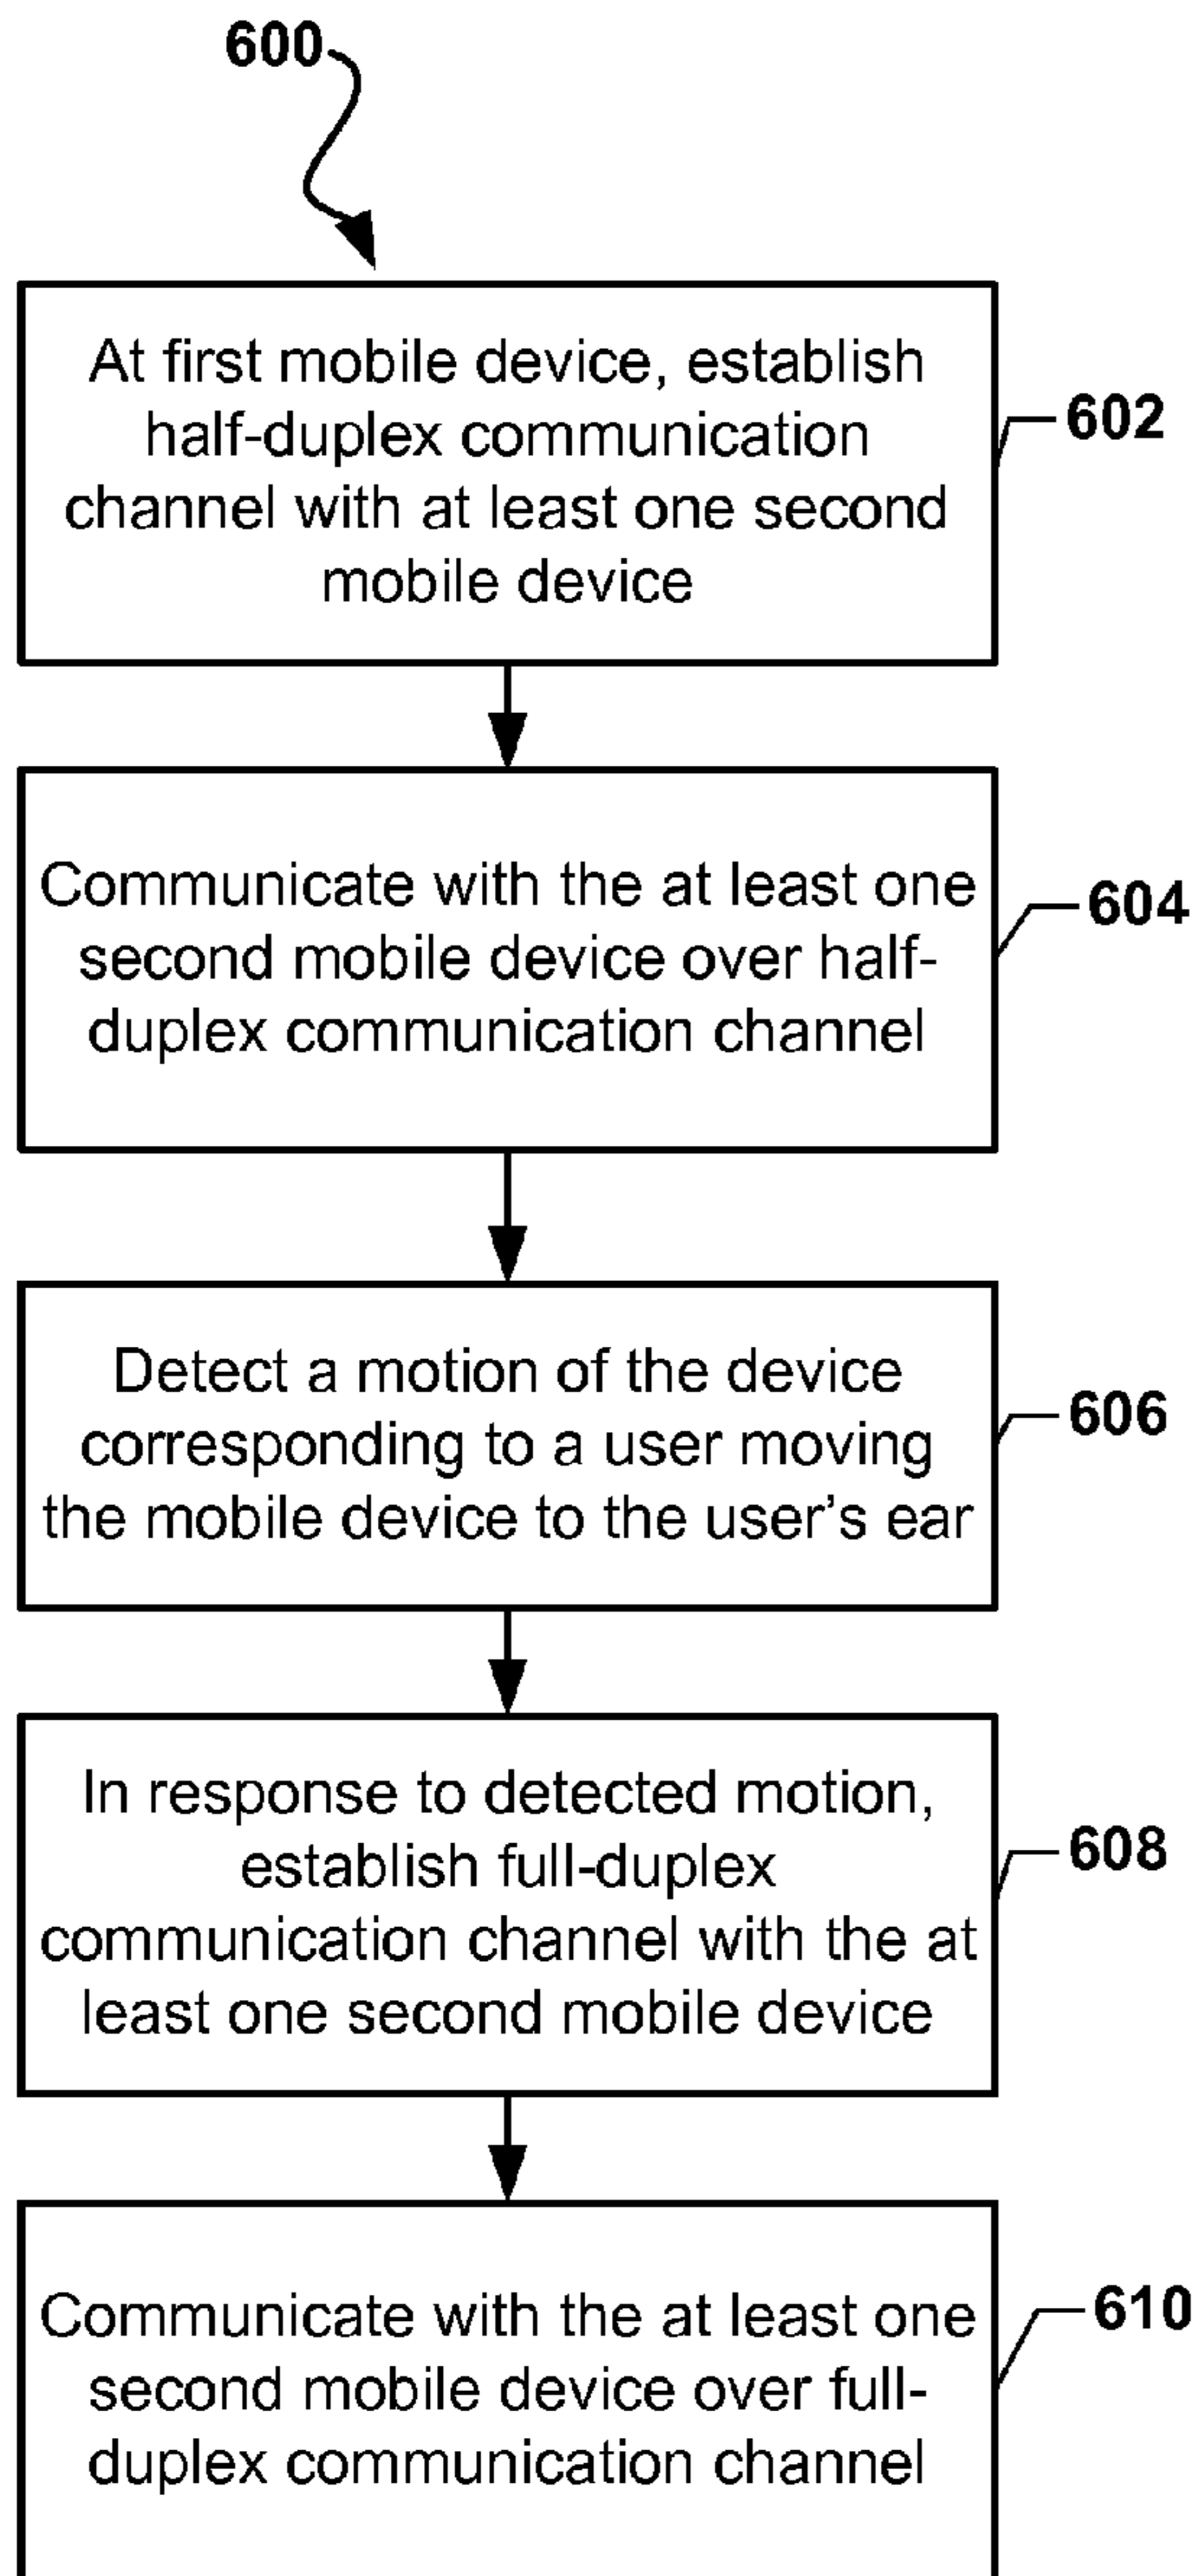 600
At first mobile device, establish
half-duplex communication
channel with at least one second
mobile device
602
Communicate with the at least one
second mobile device over half-
duplex communication channel
604
Detect a motion of the device
corresponding to a user moving
the mobile device to the user’s ear
606
In response to detected motion,
establish full-duplex
communication channel with the at
least one second mobile device
608
Communicate with the at least one
second mobile device over full-
duplex communication channel
610